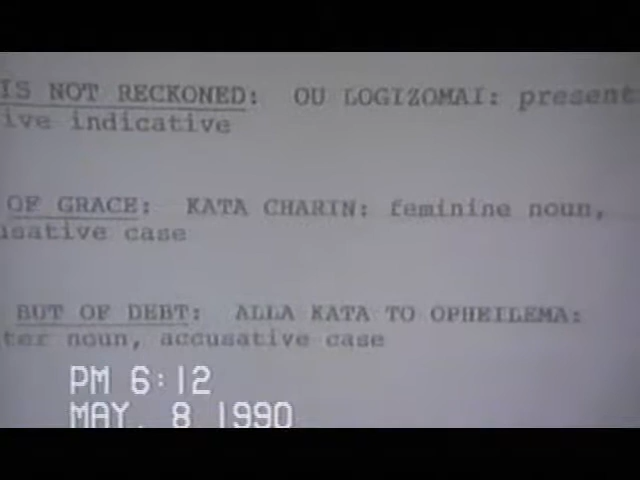 IS NOT RECKONED: OU LOGIZOMAI: present
ive indicative
OF GRACE: KATA CHARIN: feminine noun,
usative case
BUT OF DEBT: ALLA KATA TO OPHEILEMA:
ter noun, accusative case
PM 6:12
MAY. 8 1990